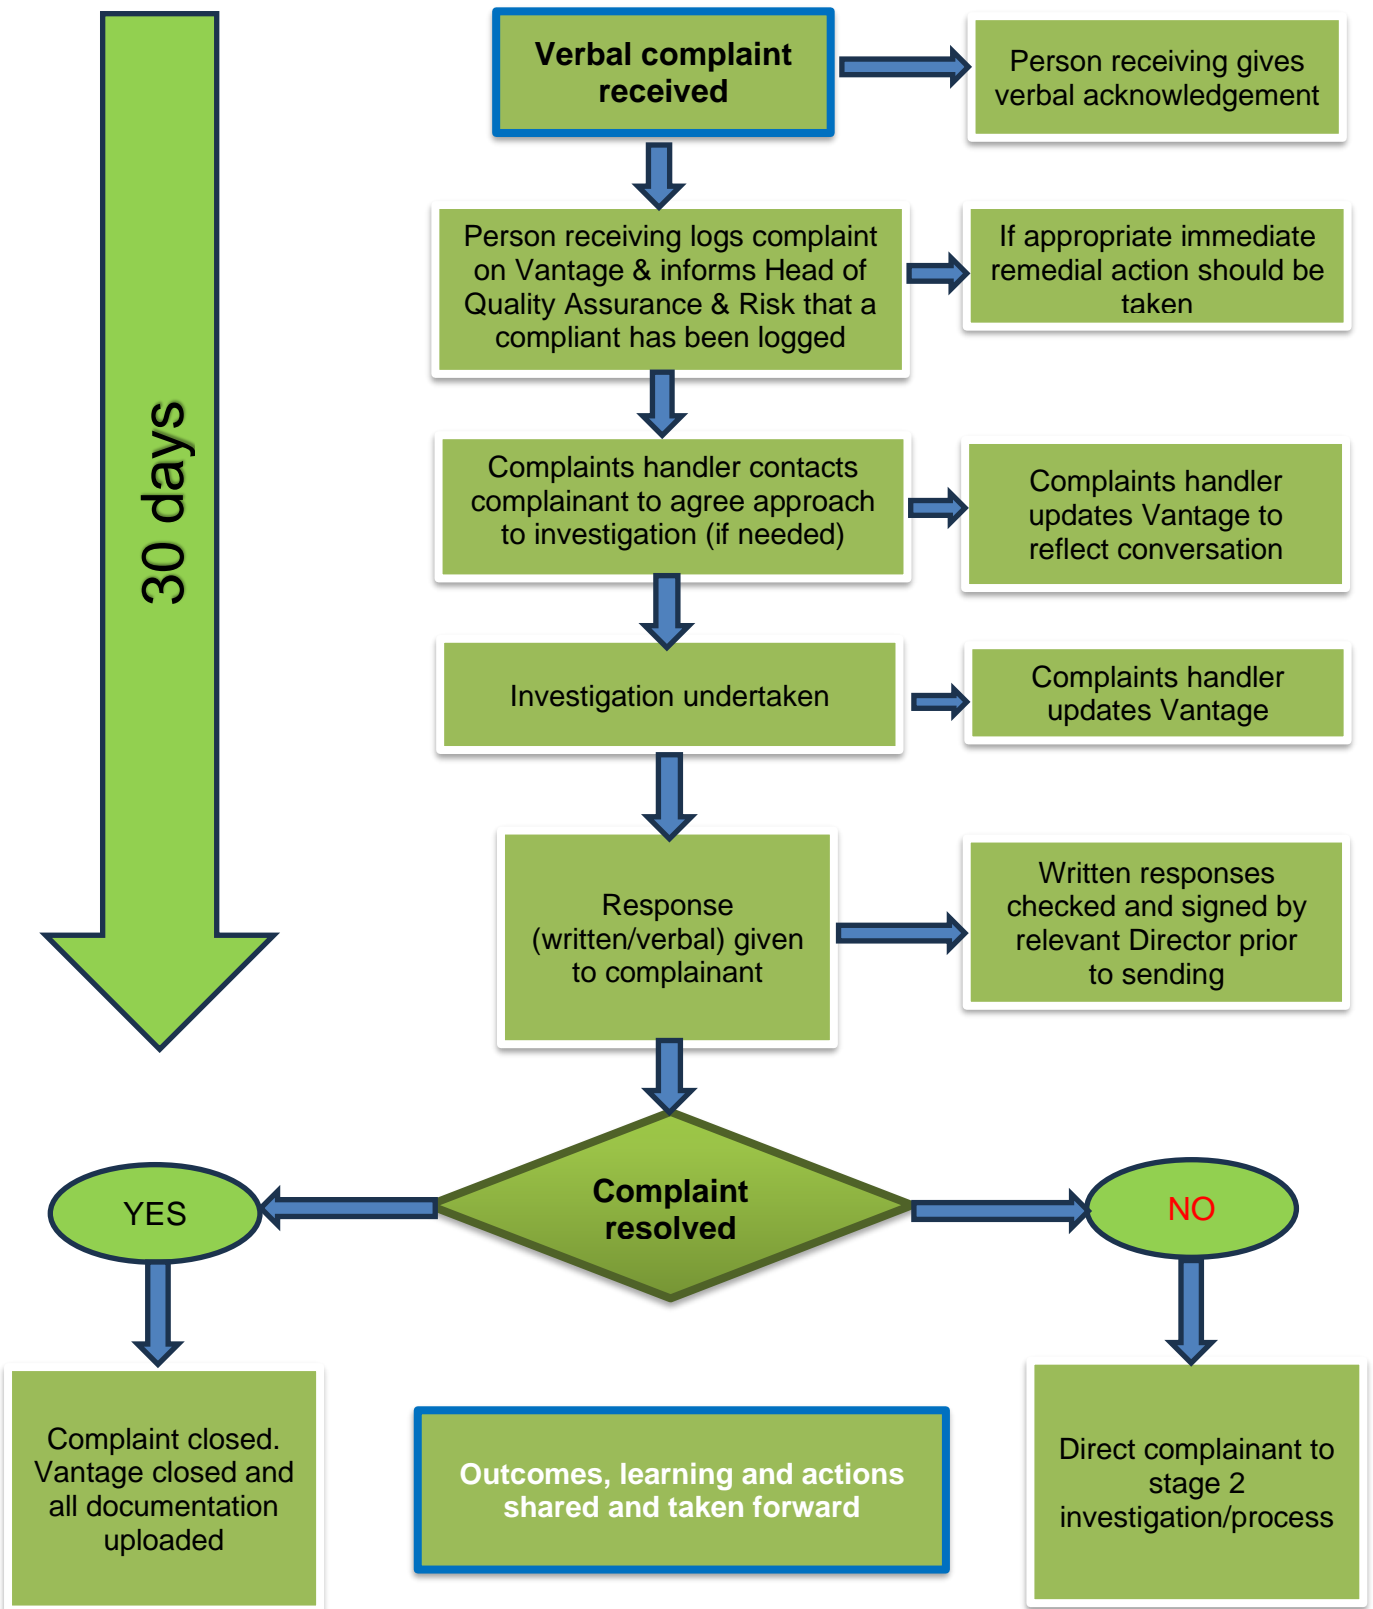 Verbal complaint
received
Person receiving gives
verbal acknowledgement
Person receiving logs complaint
on Vantage & informs Head of
Quality Assurance & Risk that a
compliant has been logged
If appropriate immediate
remedial action should be
taken
30 days
Complaints handler contacts
complainant to agree approach
to investigation (if needed)
Complaints handler
updates Vantage to
reflect conversation
Investigation undertaken
Complaints handler
updates Vantage
Response
(written/verbal) given
to complainant
Written responses
checked and signed by
relevant Director prior
to sending
Complaint
resolved
YES
NO
Complaint closed.
Vantage closed and
all documentation
uploaded
Outcomes, learning and actions
shared and taken forward
Direct complainant to
stage 2
investigation/process